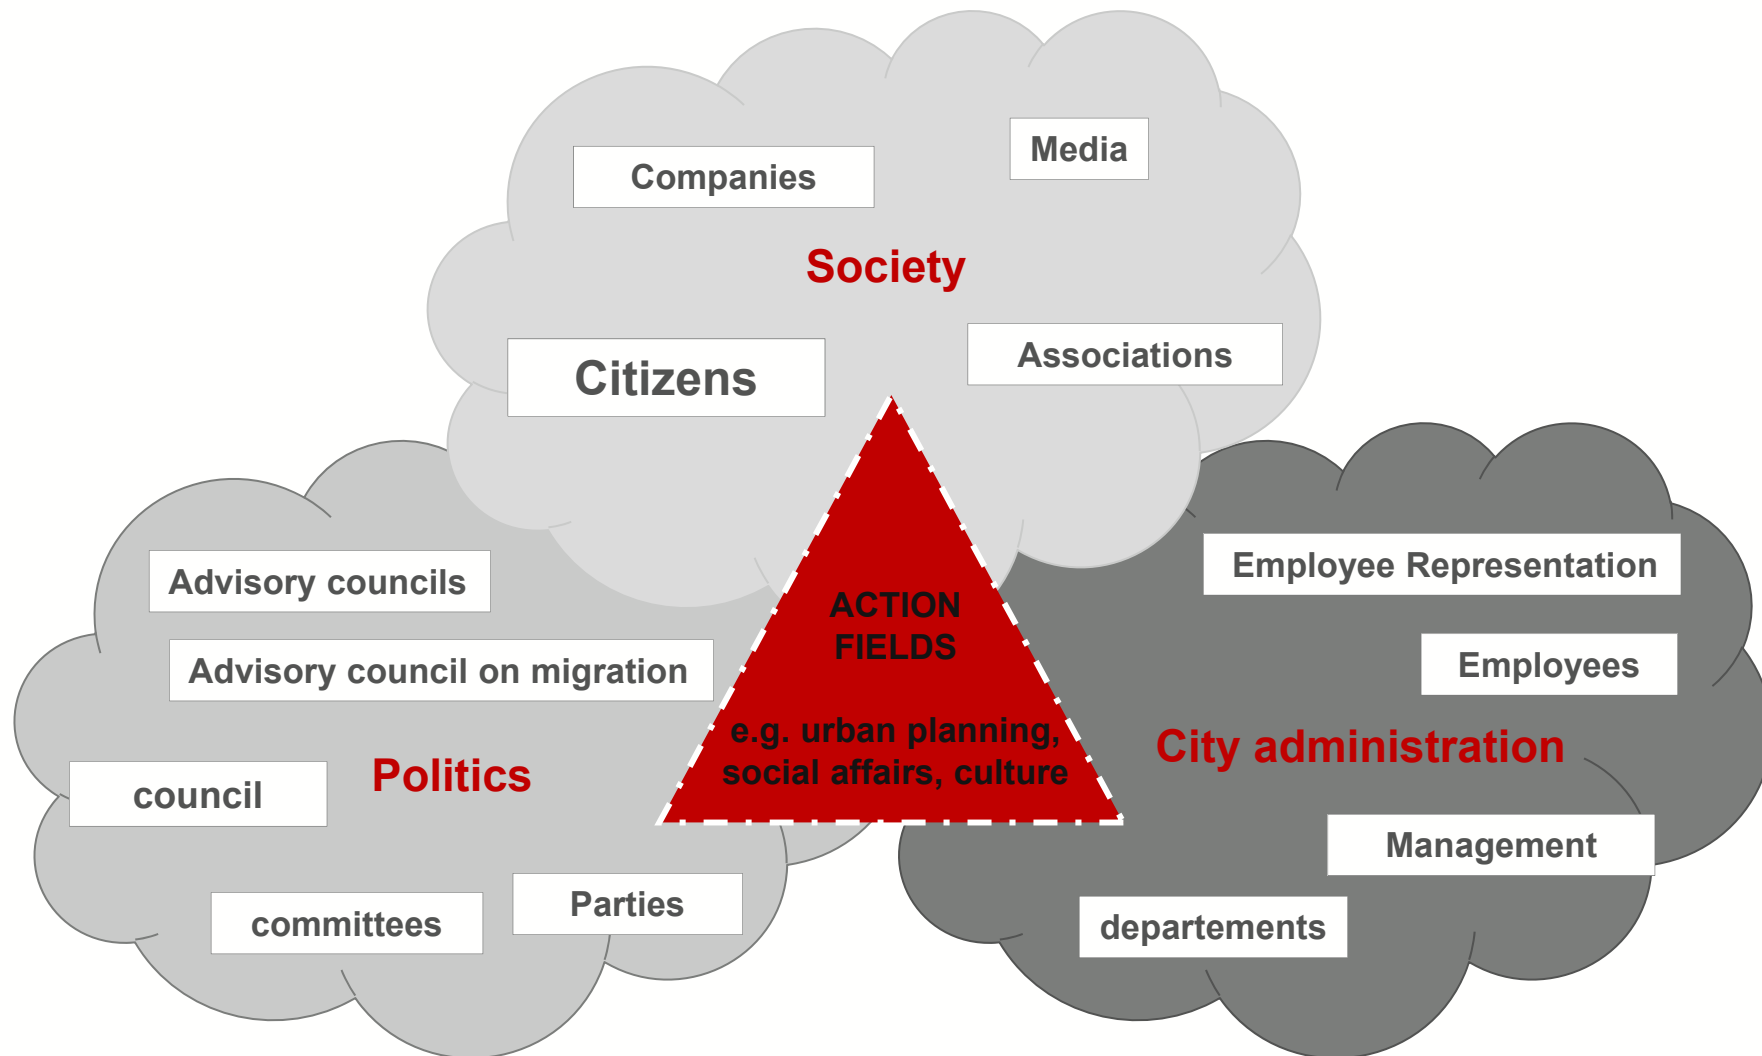 Media
Companies
Society
Associations
Citizens
Advisory councils
Advisory council on migration
Politics
council
committees
Parties
ACTION
FIELDS
e.g. urban planning,
social affairs, culture
Employee Representation
Employees
City administration
Management
departements